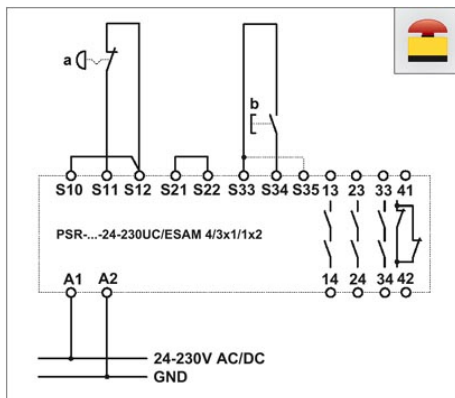 a
b
S10 S11 S12 S21 S22 S33 S34 S35 13 23 33 41
PSR-...-24-230UC/ESAM 4/3x1/1x2
14 24 34 42
A1 A2
24-230V AC/DC
GND